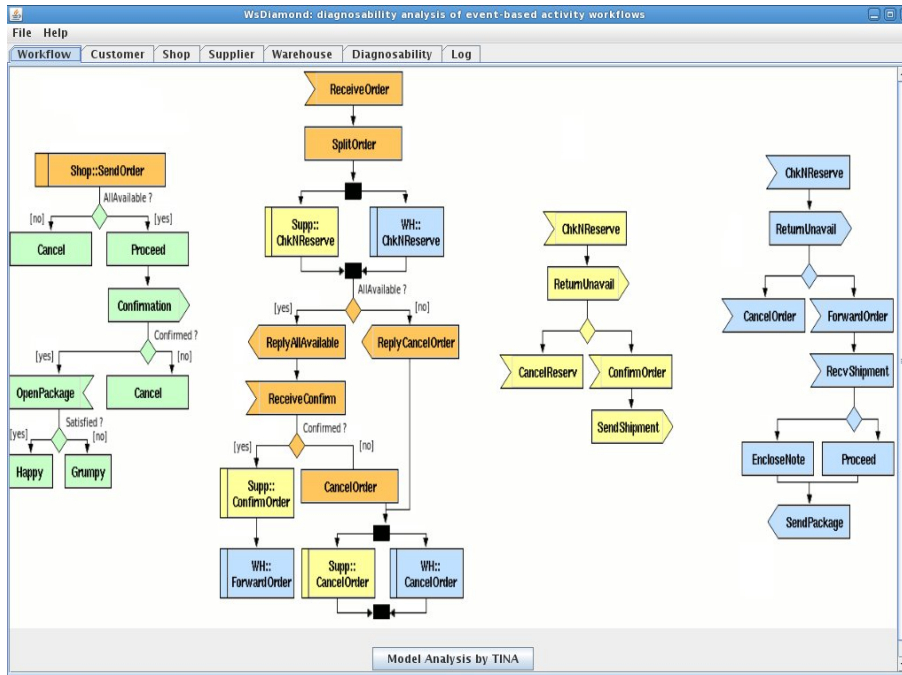 WsDiamond: diagnosability analysis of event-based activity workflows
File Help
Workflow Customer Shop Supplier Warehouse Diagnosability Log
Shop::SendOrder
AllAvailable ?
[no] [yes]
Cancel Proceed
Confirmation
Confirmed ?
[yes] [no]
OpenPackage Cancel
Satisfied ?
[yes] [no]
Happy Grumpy
ReceiveOrder
SplitOrder
Supp::
ChkNReserve
WH::
ChkNReserve
AllAvailable ?
[yes] [no]
ReplyAllAvailable ReplyCancelOrder
ReceiveConfirm
Confirmed ?
[yes] [no]
Supp::
ConfirmOrder
CancelOrder
WH::
ForwardOrder
Supp::
CancelOrder
WH::
CancelOrder
ChkNReserve
ReturnUnavail
CancelReserv ConfirmOrder
SendShipment
ChkNReserve
ReturnUnavail
CancelOrder ForwardOrder
RecvShipment
EncloseNote Proceed
SendPackage
Model Analysis by TINA